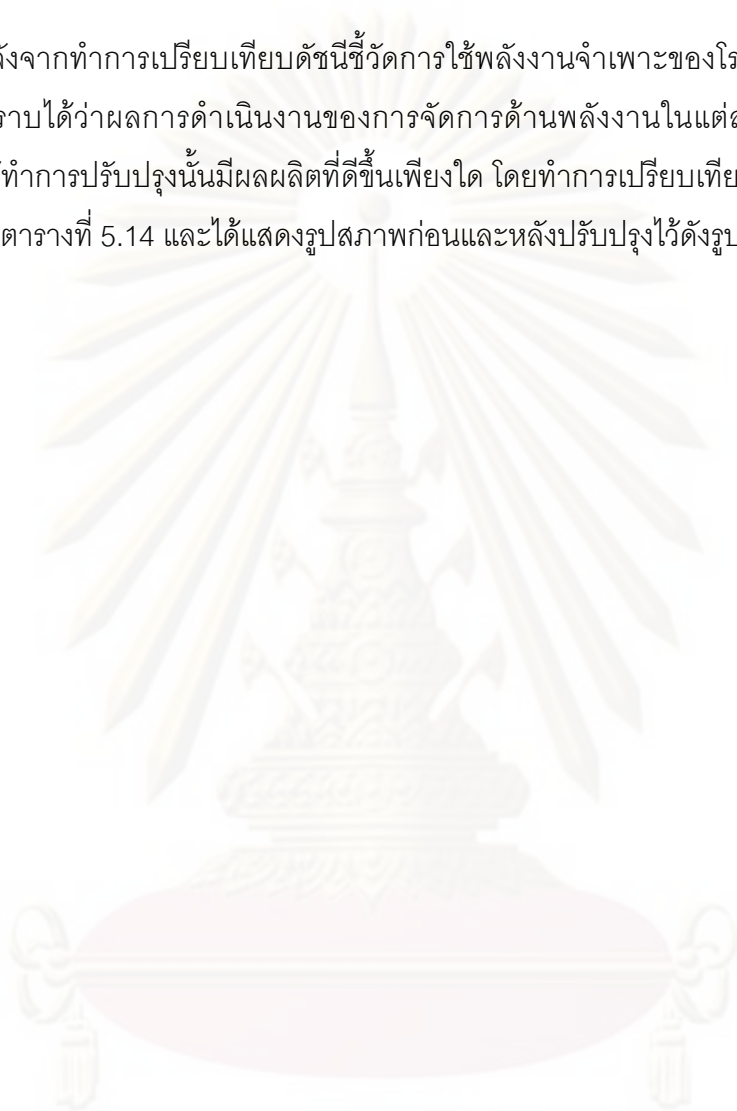 ังจากทำการเปรียบเทียบดัชนีชี้วัดการใช้พลังงานจำเพาะของโร
ราบได้ว่าผลการดำเนินงานของการจัดการด้านพลังงานในแต่ล
ทำการปรับปรุงนั้นมีผลผลิตที่ดีขึ้นเพียงใด โดยทำการเปรียบเทีย
ตารางที่ 5.14 และได้แสดงรูปสภาพก่อนและหลังปรับปรุงไว้ดังรูป